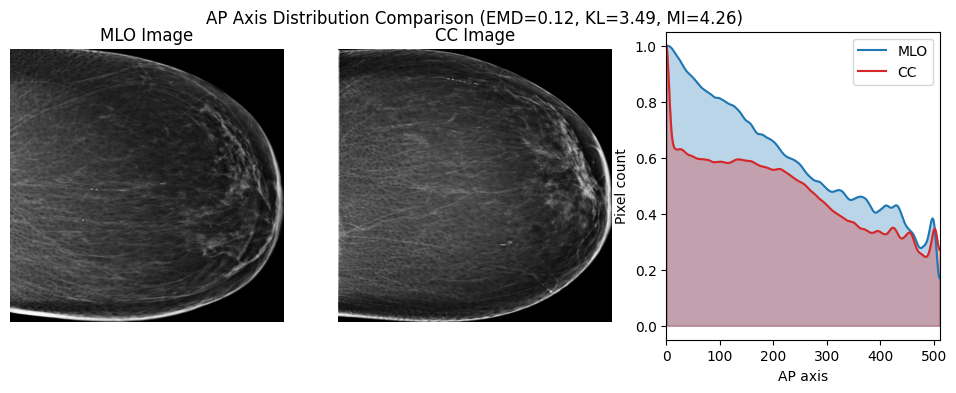 AP Axis Distribution Comparison (EMD=0.12, KL=3.49, MI=4.26)
MLO Image
CC Image
MLO
CC
Pixel count
1.0
0.8
0.6
0.4
0.2
0.0
0 100 200 300 400 500
AP axis